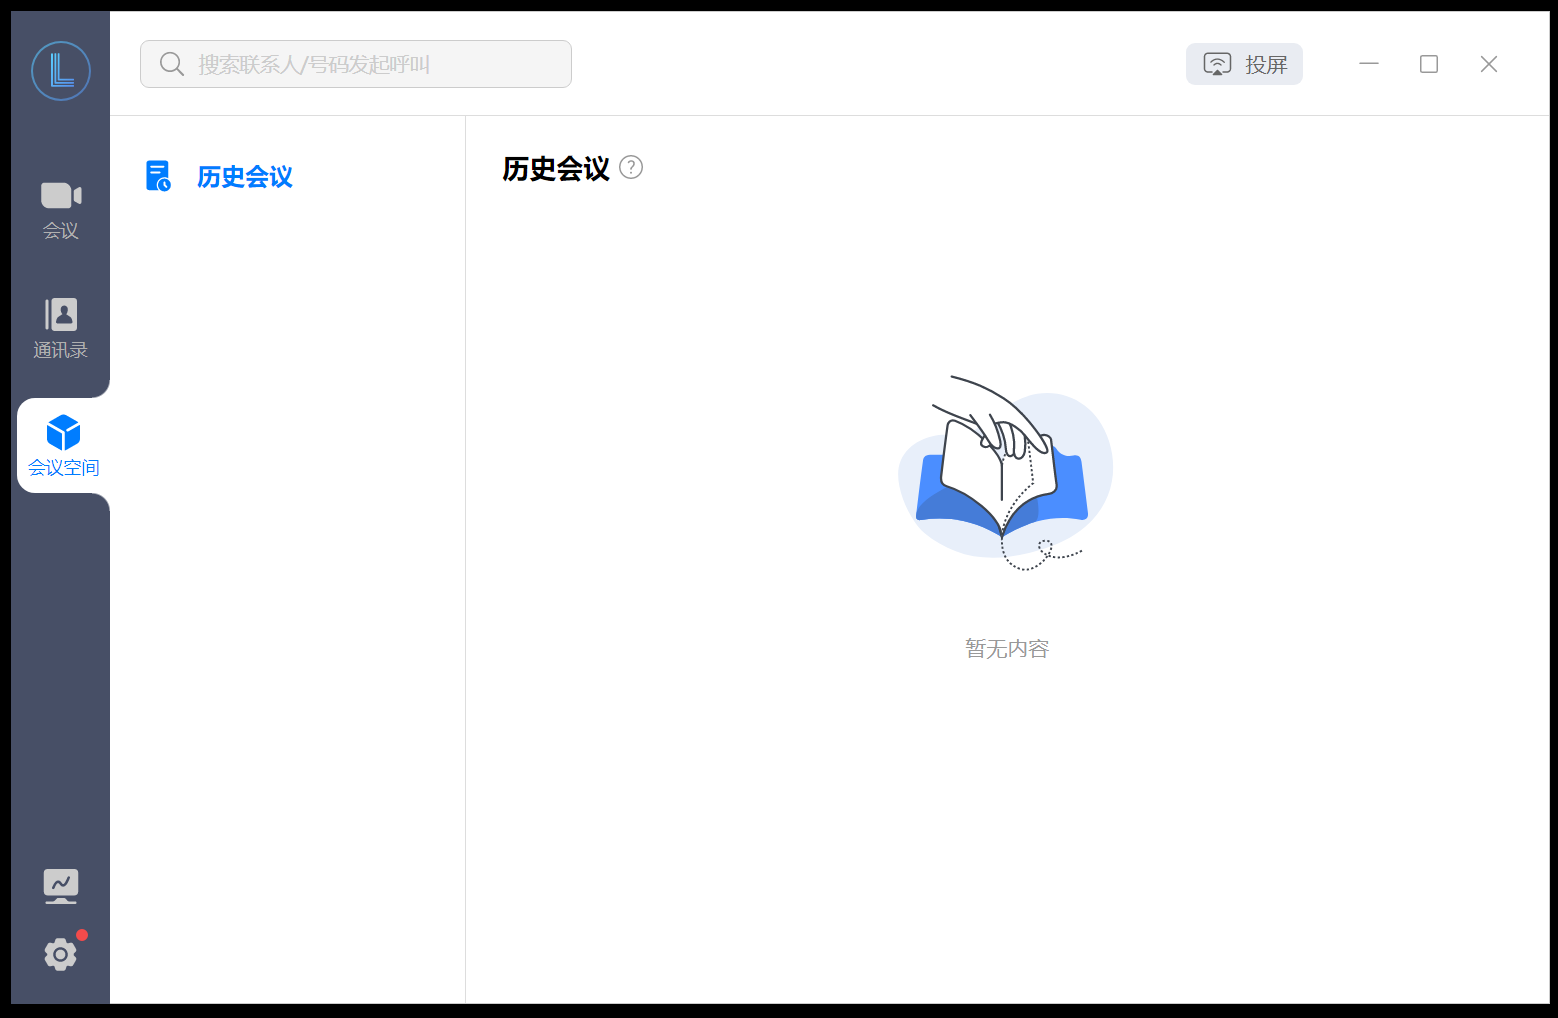 搜索联系人/号码发起呼叫
投屏
会议
通讯录
会议空间
历史会议
历史会议 ?
暂无内容